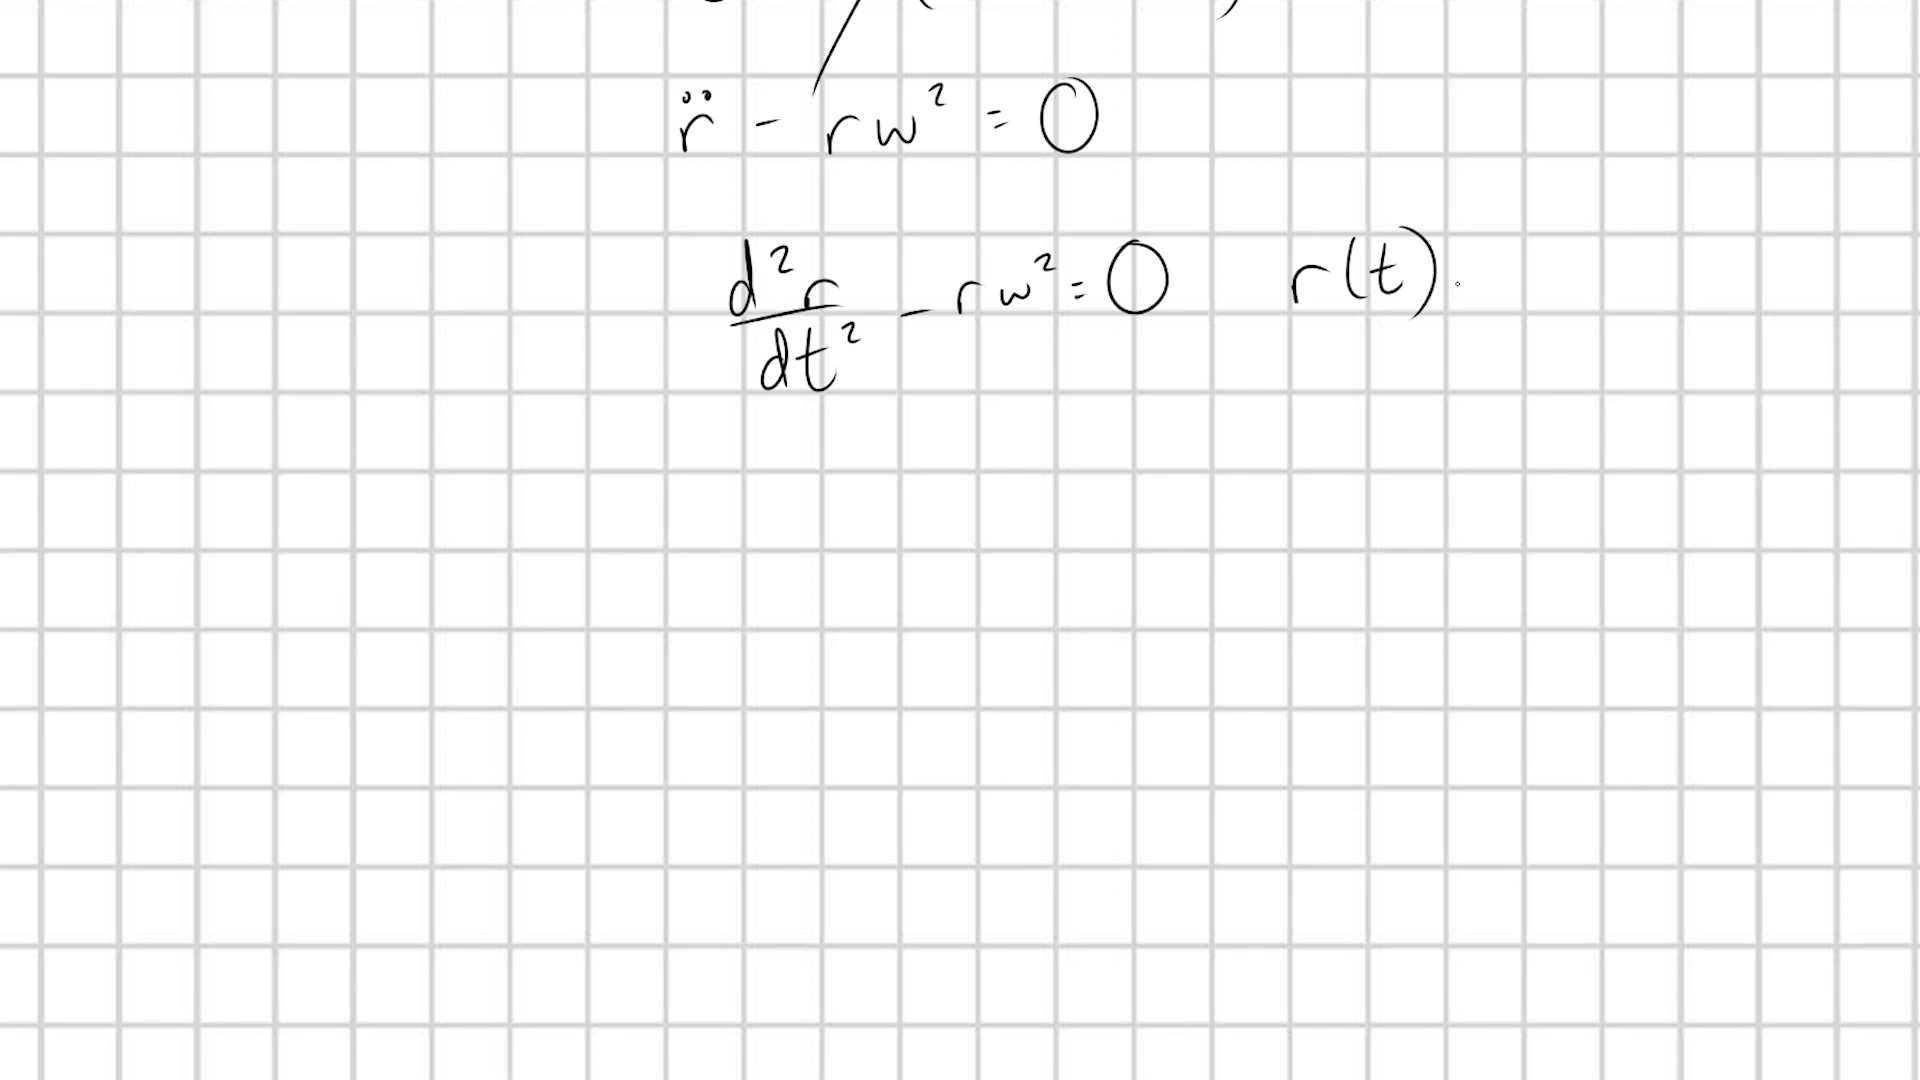 r̈ - rw² = 0
d²r/dt² - rw² = 0 r(t).